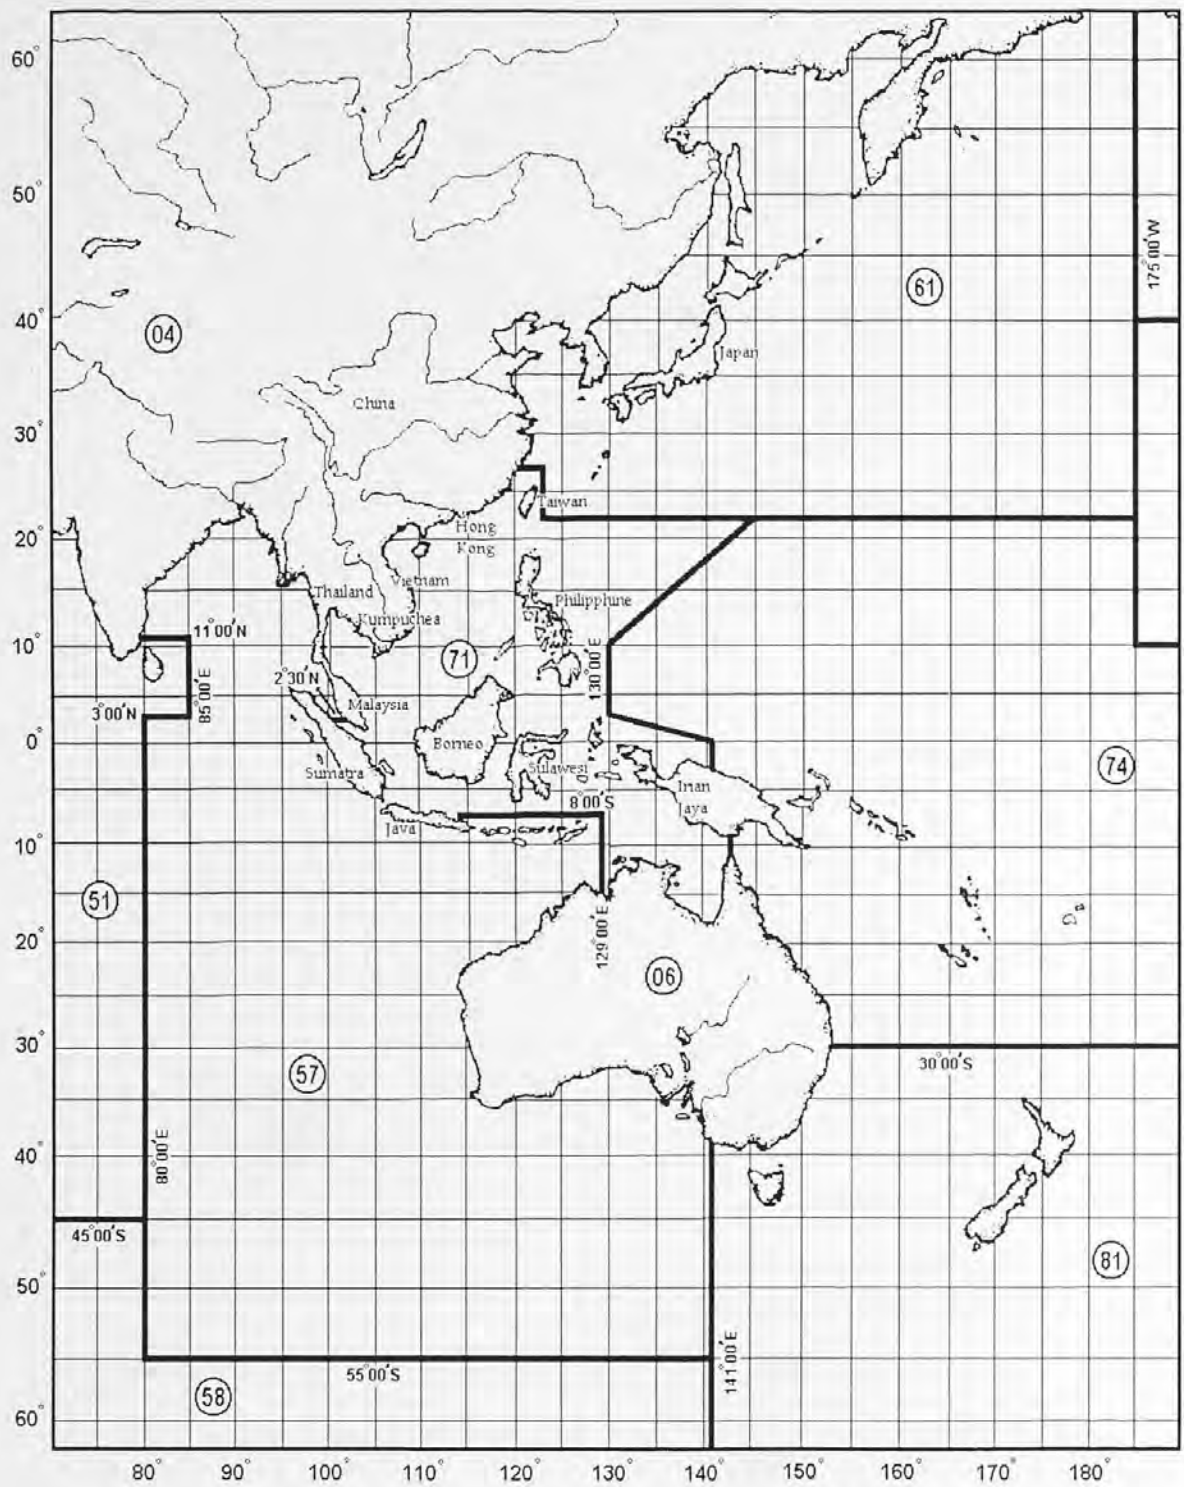 60°
50°
175°00'W
61
40°
04
Japan
China
30°
Taiwan
Hong
Kong
20°
Vietnam
Thailand
Philipphine
Kumpuchea
11°00'N
10°
71
130°00'E
2°30'N
85°00'E
Malaysia
3°00'N
0°
Borneo
74
Sulawesi
Sumatra
Irian
Jaya
8°00'S
Java
10°
51
129°00'E
20°
06
30°
30°00'S
57
40°
80°00'E
45°00'S
81
50°
141°00'E
55°00'S
58
60°
80° 90° 100° 110° 120° 130° 140° 150° 160° 170° 180°